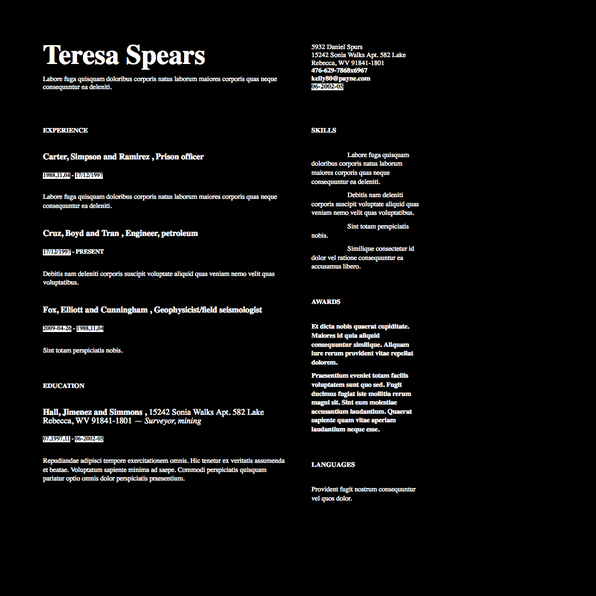 Teresa Spears
Labore fuga quisquam doloribus corporis natus laborum maiores corporis quas neque
consequuntur ea deleniti.
5932 Daniel Spurs
15242 Sonia Walks Apt. 582 Lake
Rebecca, WV 91841-1801
476-629-7868x6967
kelly80@payne.com
06-2002-05
EXPERIENCE
Carter, Simpson and Ramirez , Prison officer
1988.11.04 - 17/12/1997
Labore fuga quisquam doloribus corporis natus laborum maiores corporis quas neque
consequuntur ea deleniti.
Cruz, Boyd and Tran , Engineer, petroleum
17/12/1997 - PRESENT
Debitis nam deleniti corporis suscipit voluptate aliquid quas veniam nemo velit quas
voluptatibus.
Fox, Elliott and Cunningham , Geophysicist/field seismologist
2009-04-26 - 1988.11.04
Sint totam perspiciatis nobis.
EDUCATION
Hall, Jimenez and Simmons , 15242 Sonia Walks Apt. 582 Lake
Rebecca, WV 91841-1801 — Surveyor, mining
07.1997.11 - 06-2002-05
Repudiandae adipisci tempore exercitationem omnis. Hic tenetur ex veritatis assumenda
et beatae. Voluptatum sapiente minima ad saepe. Commodi perspiciatis quisquam
pariatur optio omnis dolor perspiciatis praesentium.
SKILLS
Labore fuga quisquam
doloribus corporis natus laborum
maiores corporis quas neque
consequuntur ea deleniti.
Debitis nam deleniti
corporis suscipit voluptate aliquid quas
veniam nemo velit quas voluptatibus.
Sint totam perspiciatis
nobis.
Similique consectetur id
dolor vel ratione consequuntur ea
accusamus libero.
AWARDS
Et dicta nobis quaerat cupiditate.
Maiores id quia aliquid
consequuntur similique. Aliquam
iure rerum provident vitae repellat
dolorem.
Praesentium eveniet totam facilis
voluptatem sunt quo sed. Fugit
ducimus fugiat iste mollitia rerum
magni sit. Sint eum molestiae
accusantium laudantium. Quaerat
sapiente quam vitae aperiam
laudantium neque esse.
LANGUAGES
Provident fugit nostrum consequuntur
vel quos dolor.